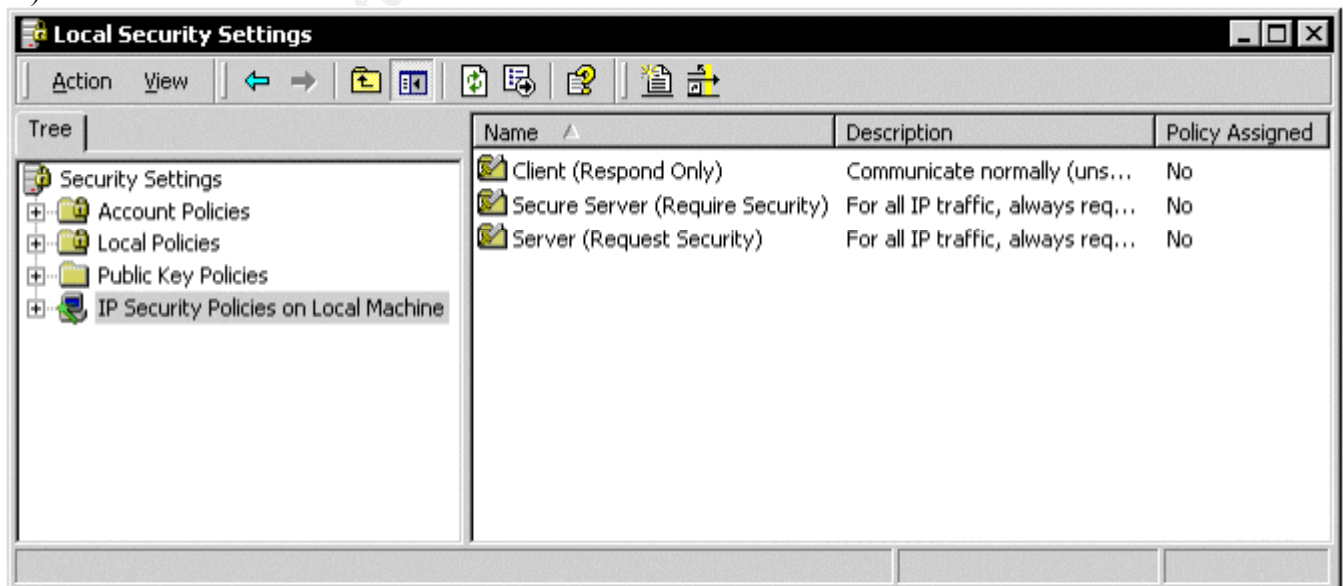 )
Local Security Settings
Action View
Tree
Name Description Policy Assigned
Security Settings
Account Policies
Local Policies
Public Key Policies
IP Security Policies on Local Machine
Client (Respond Only) Communicate normally (uns... No
Secure Server (Require Security) For all IP traffic, always req... No
Server (Request Security) For all IP traffic, always req... No